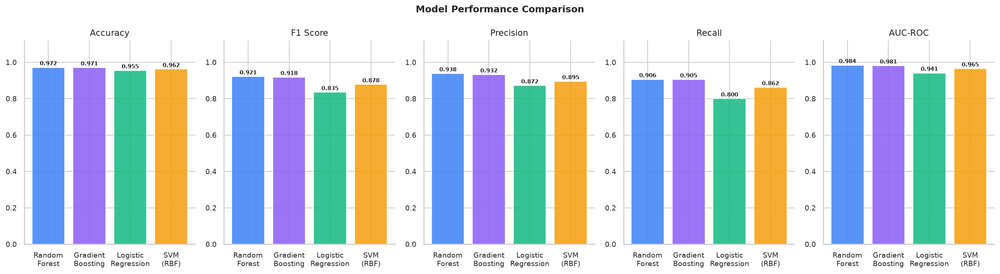 Model Performance Comparison
Accuracy
1.0
0.8
0.6
0.4
0.2
0.0
0.972
0.971
0.955
0.962
Random
Forest
Gradient
Boosting
Logistic
Regression
SVM
(RBF)
F1 Score
1.0
0.8
0.6
0.4
0.2
0.0
0.921
0.918
0.835
0.878
Random
Forest
Gradient
Boosting
Logistic
Regression
SVM
(RBF)
Precision
1.0
0.8
0.6
0.4
0.2
0.0
0.938
0.932
0.872
0.895
Random
Forest
Gradient
Boosting
Logistic
Regression
SVM
(RBF)
Recall
1.0
0.8
0.6
0.4
0.2
0.0
0.906
0.905
0.800
0.862
Random
Forest
Gradient
Boosting
Logistic
Regression
SVM
(RBF)
AUC-ROC
1.0
0.8
0.6
0.4
0.2
0.0
0.984
0.981
0.941
0.965
Random
Forest
Gradient
Boosting
Logistic
Regression
SVM
(RBF)